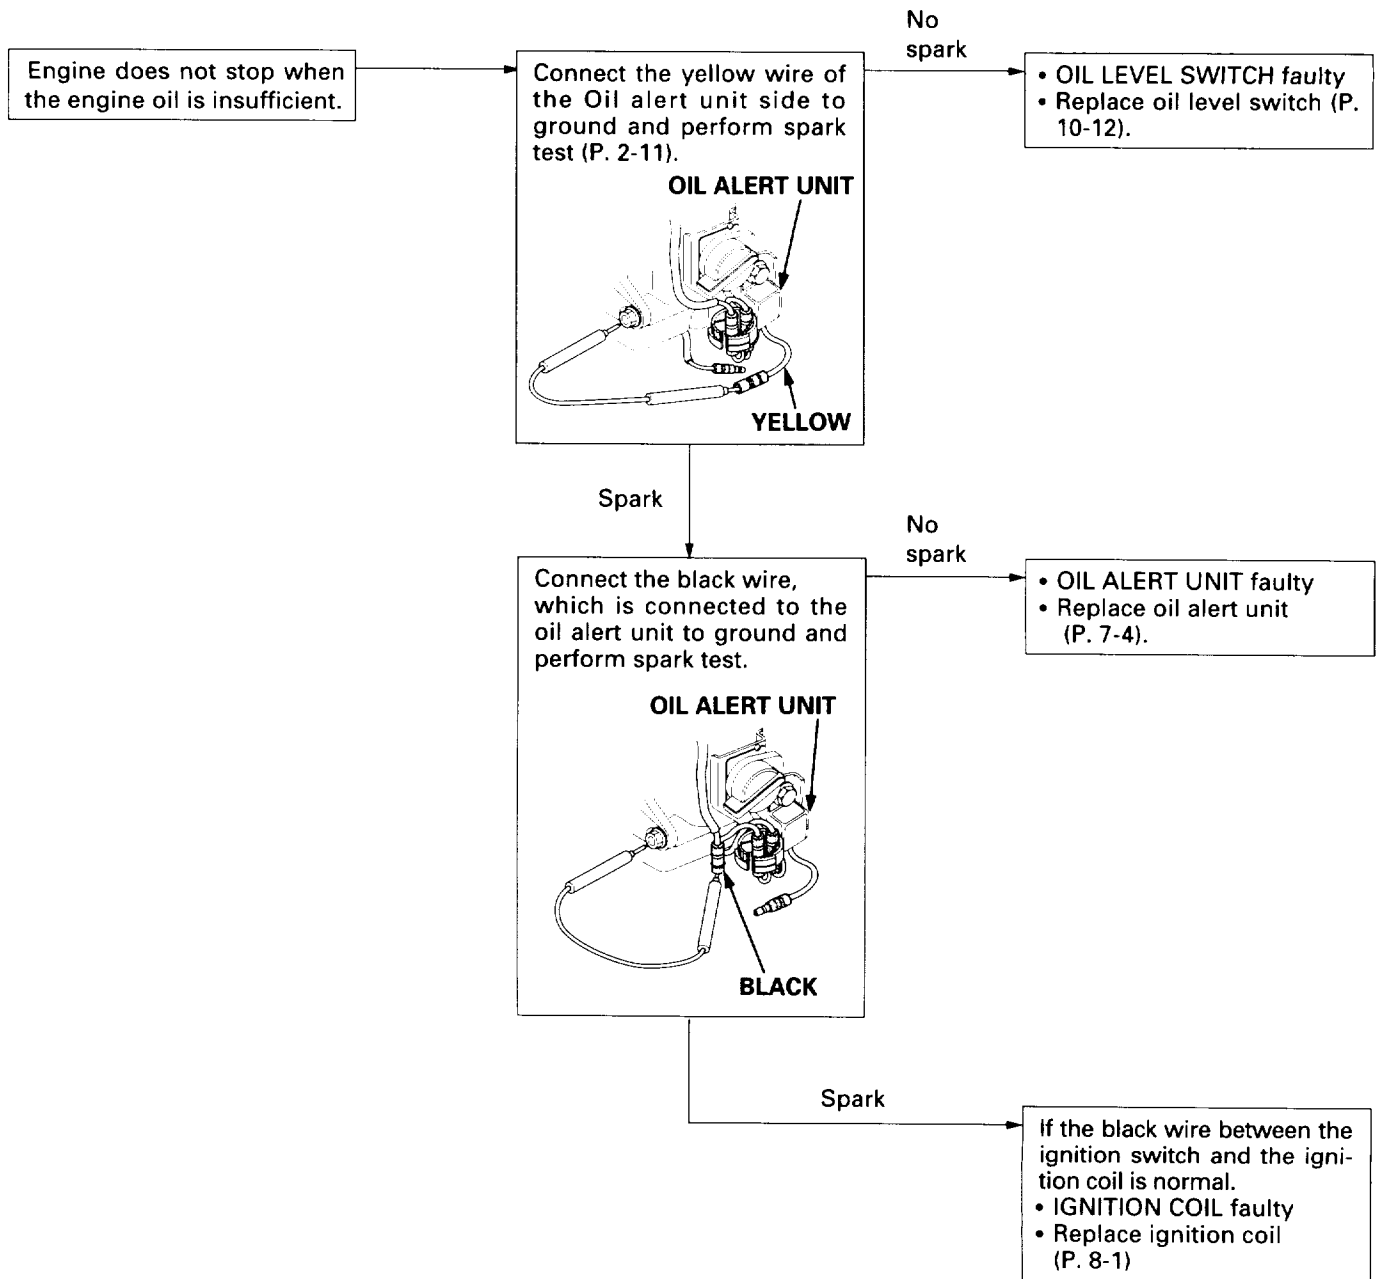 Engine does not stop when
the engine oil is insufficient.
Connect the yellow wire of
the Oil alert unit side to
ground and perform spark
test (P. 2-11).
OIL ALERT UNIT
YELLOW
No
spark
• OIL LEVEL SWITCH faulty
• Replace oil level switch (P.
10-12).
Spark
Connect the black wire,
which is connected to the
oil alert unit to ground and
perform spark test.
OIL ALERT UNIT
BLACK
No
spark
• OIL ALERT UNIT faulty
• Replace oil alert unit
(P. 7-4).
Spark
If the black wire between the
ignition switch and the igni-
tion coil is normal.
• IGNITION COIL faulty
• Replace ignition coil
(P. 8-1)